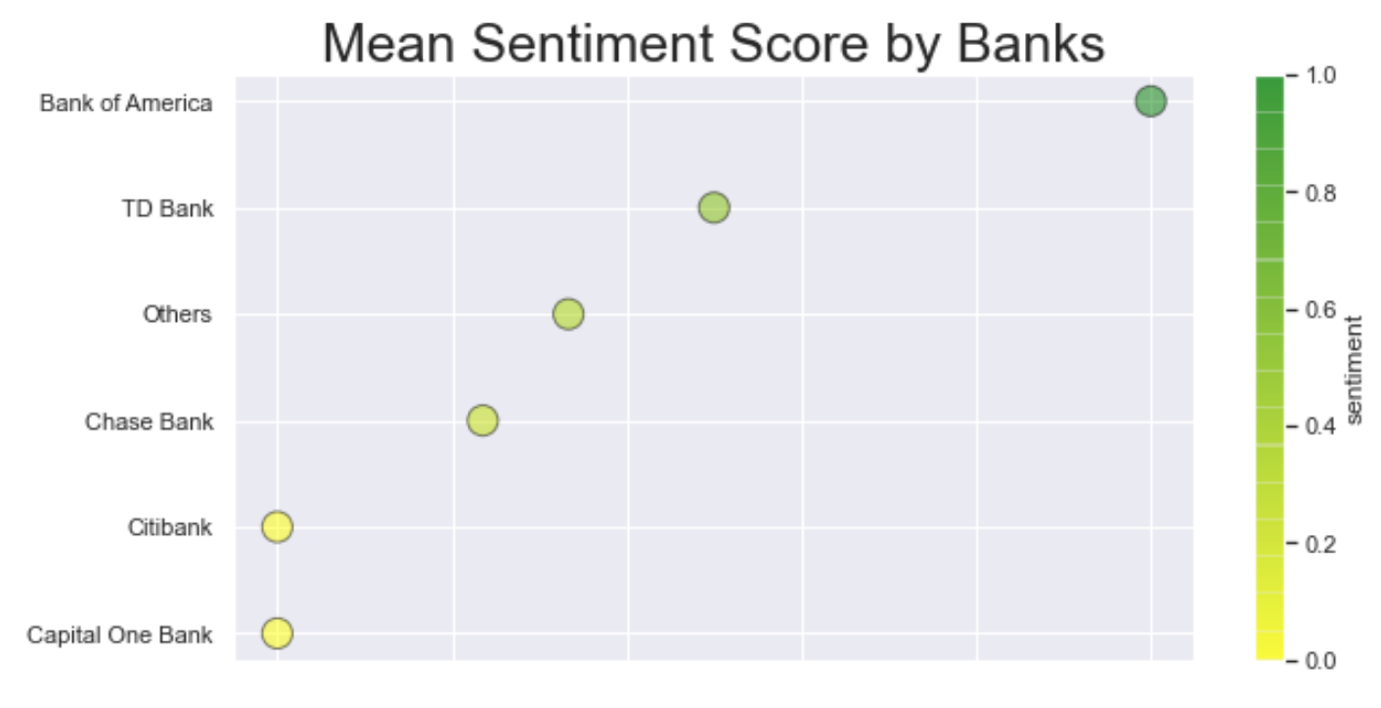 Mean Sentiment Score by Banks
Bank of America
TD Bank
Others
Chase Bank
Citibank
Capital One Bank
1.0
0.8
0.6
0.4
0.2
0.0
sentiment